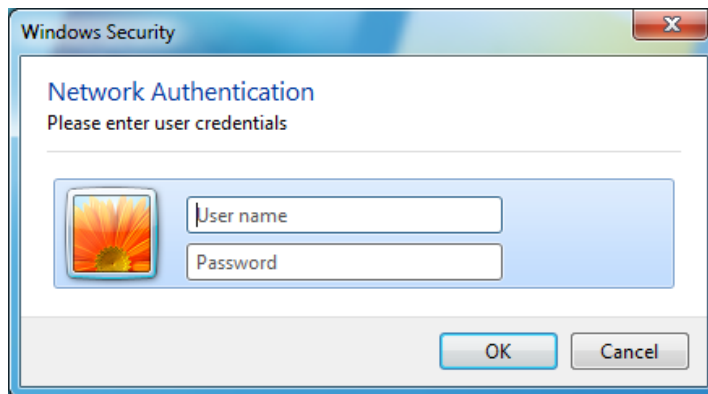 Windows Security
Network Authentication
Please enter user credentials
User name
Password
OK
Cancel